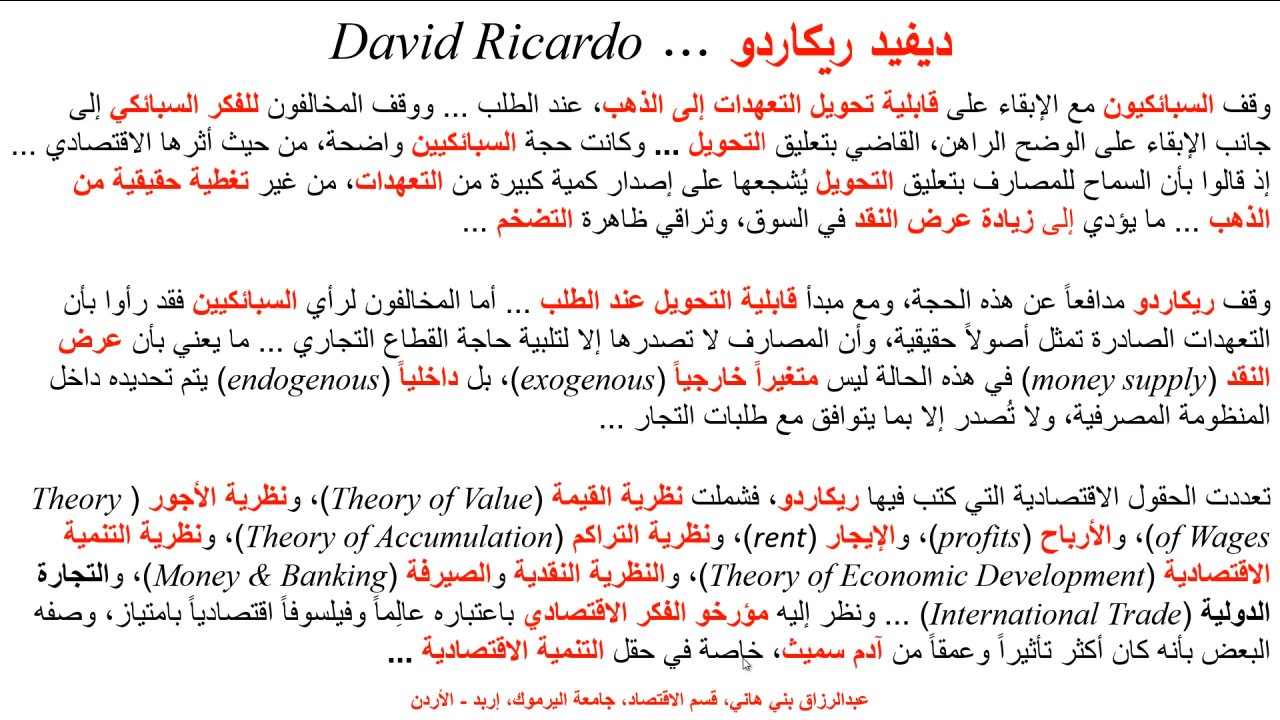 ديفيد ريكاردو ... David Ricardo
وقف السبائكيون مع الإبقاء على قابلية تحويل التعهدات إلى الذهب، عند الطلب ... ووقف المخالفون للفكر السبائكي إلى
جانب الإبقاء على الوضح الراهن، القاضي بتعليق التحويل ... وكانت حجة السبائكيين واضحة، من حيث أثرها الاقتصادي ...
إذ قالوا بأن السماح للمصارف بتعليق التحويل يُشجعها على إصدار كمية كبيرة من التعهدات، من غير تغطية حقيقية من
الذهب ... ما يؤدي إلى زيادة عرض النقد في السوق، وتراقي ظاهرة التضخم ...
وقف ريكاردو مدافعاً عن هذه الحجة، ومع مبدأ قابلية التحويل عند الطلب ... أما المخالفون لرأي السبائكيين فقد رأوا بأن
التعهدات الصادرة تمثل أصولاً حقيقية، وأن المصارف لا تصدرها إلا لتلبية حاجة القطاع التجاري ... ما يعني بأن عرض
النقد (money supply) في هذه الحالة ليس متغيراً خارجياً (exogenous)، بل داخلياً (endogenous) يتم تحديده داخل
المنظومة المصرفية، ولا تُصدر إلا بما يتوافق مع طلبات التجار ...
تعددت الحقول الاقتصادية التي كتب فيها ريكاردو، فشملت نظرية القيمة (Theory of Value)، ونظرية الأجور ( Theory
of Wages)، والأرباح (profits)، والإيجار (rent)، ونظرية التراكم (Theory of Accumulation)، ونظرية التنمية
الاقتصادية (Theory of Economic Development)، والنظرية النقدية والصيرفة (Money & Banking)، والتجارة
الدولية (International Trade) ... ونظر إليه مؤرخو الفكر الاقتصادي باعتباره عالِماً وفيلسوفاً اقتصادياً بامتياز، وصفه
البعض بأنه كان أكثر تأثيراً وعمقاً من آدم سميث، خاصة في حقل التنمية الاقتصادية ...
عبدالرزاق بني هاني، قسم الاقتصاد، جامعة اليرموك، إربد - الأردن